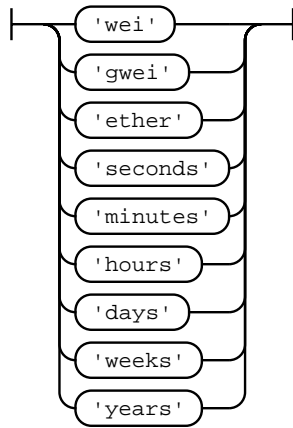 'wei'
'gwei'
'ether'
'seconds'
'minutes'
'hours'
'days'
'weeks'
'years'